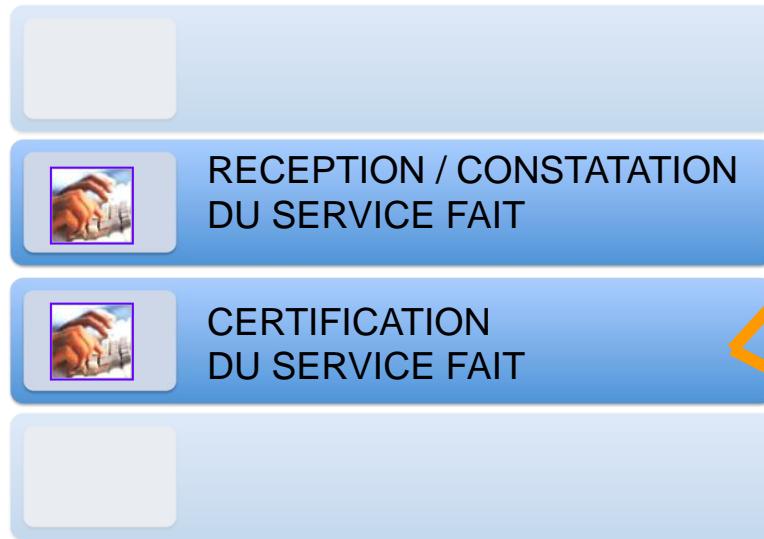 RECEPTION / CONSTATATION
DU SERVICE FAIT
CERTIFICATION
DU SERVICE FAIT